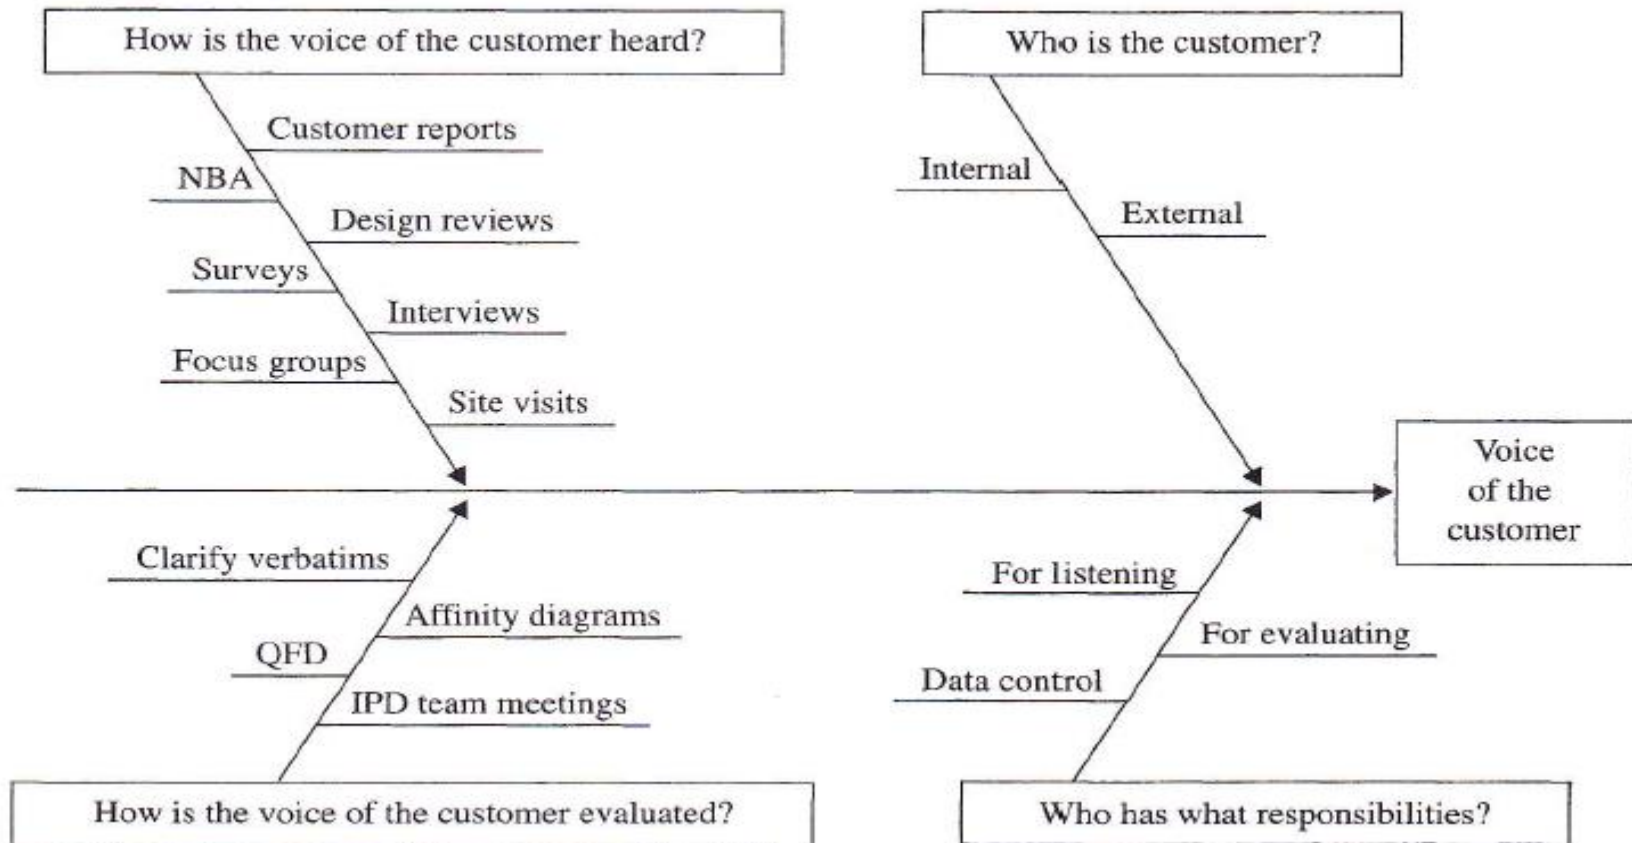 How is the voice of the customer heard?
Who is the customer?
Customer reports
NBA
Design reviews
Surveys
Interviews
Focus groups
Site visits
Internal
External
Voice
of the
customer
Clarify verbatims
Affinity diagrams
QFD
IPD team meetings
For listening
For evaluating
Data control
How is the voice of the customer evaluated?
Who has what responsibilities?